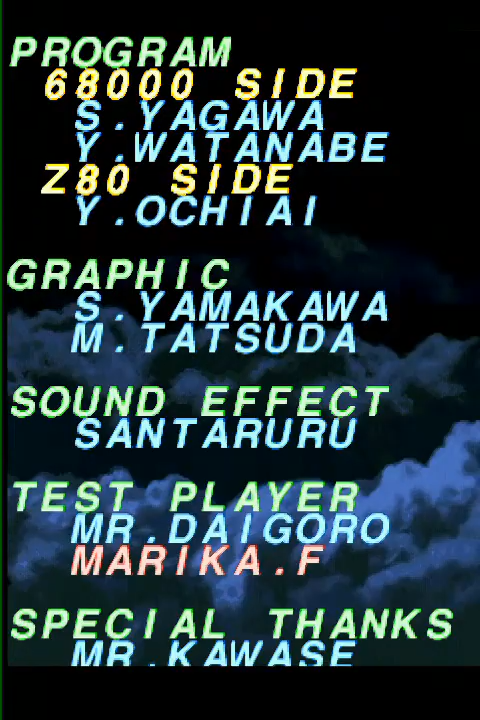 PROGRAM
68000 SIDE
S.YAGAWA
Y.WATANABE
Z80 SIDE
Y.OCHIAI
GRAPHIC
S.YAMAKAWA
M.TATSUDA
SOUND EFFECT
SANTARURU
TEST PLAYER
MR.DAIGORO
MARIKA.F
SPECIAL THANKS
MR.KAWASE